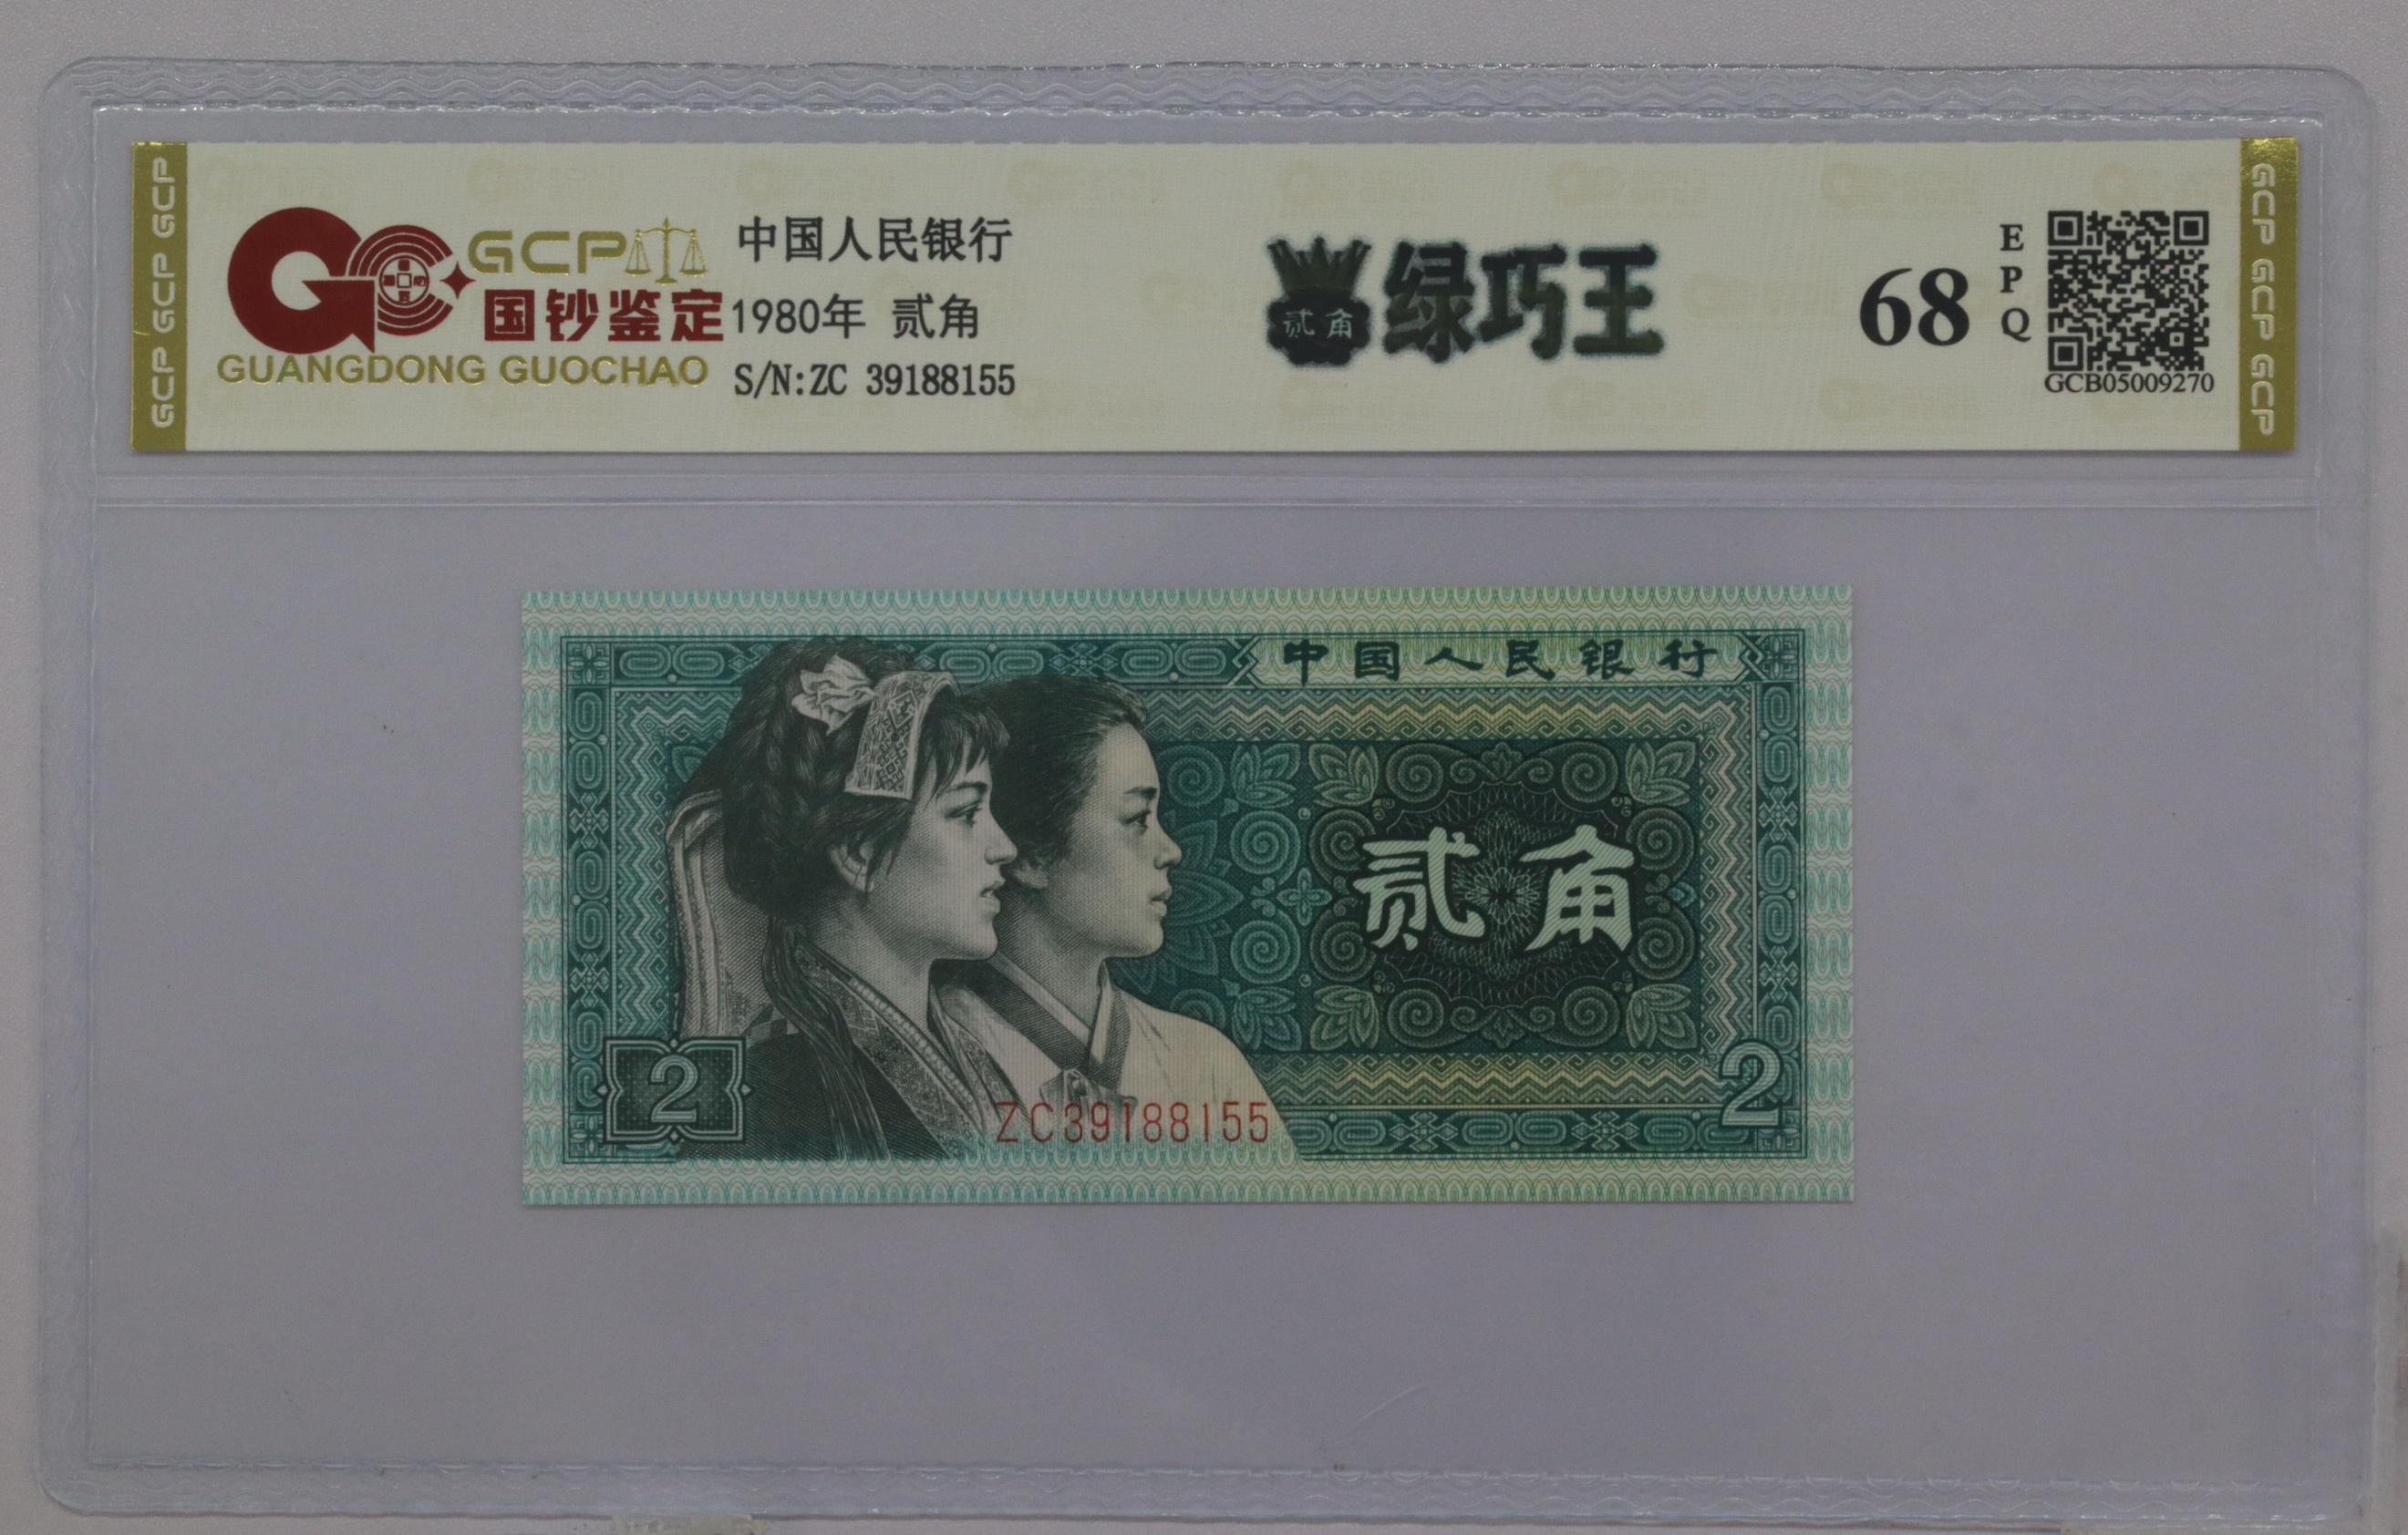 GCP GCP GCP
GCP
国钞鉴定
GUANGDONG GUOCHAO
中国人民银行
1980年 贰角
S/N:ZC 39188155
贰角
绿巧王
68
EPQ
GCB05009270
GCP GCP GCP
中国人民银行
贰角
2
ZC39188155
2